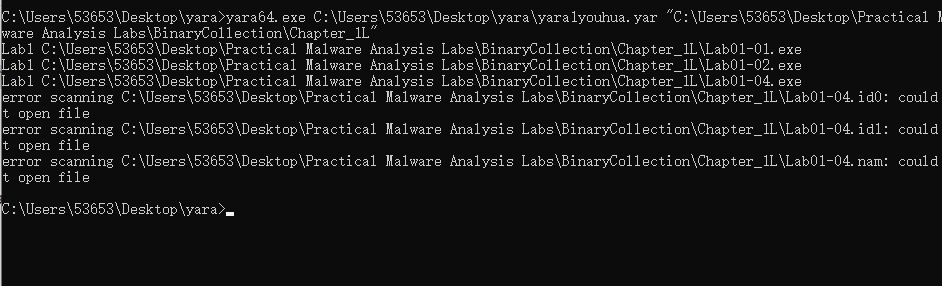 C:\Users\53653\Desktop\yara>yara64.exe C:\Users\53653\Desktop\yara\yara1youhua.yar "C:\Users\53653\Desktop\Practical M
ware Analysis Labs\BinaryCollection\Chapter_1L"
Lab1 C:\Users\53653\Desktop\Practical Malware Analysis Labs\BinaryCollection\Chapter_1L\Lab01-01.exe
Lab1 C:\Users\53653\Desktop\Practical Malware Analysis Labs\BinaryCollection\Chapter_1L\Lab01-02.exe
Lab1 C:\Users\53653\Desktop\Practical Malware Analysis Labs\BinaryCollection\Chapter_1L\Lab01-04.exe
error scanning C:\Users\53653\Desktop\Practical Malware Analysis Labs\BinaryCollection\Chapter_1L\Lab01-04.id0: could
t open file
error scanning C:\Users\53653\Desktop\Practical Malware Analysis Labs\BinaryCollection\Chapter_1L\Lab01-04.id1: could
t open file
error scanning C:\Users\53653\Desktop\Practical Malware Analysis Labs\BinaryCollection\Chapter_1L\Lab01-04.nam: could
t open file
C:\Users\53653\Desktop\yara>